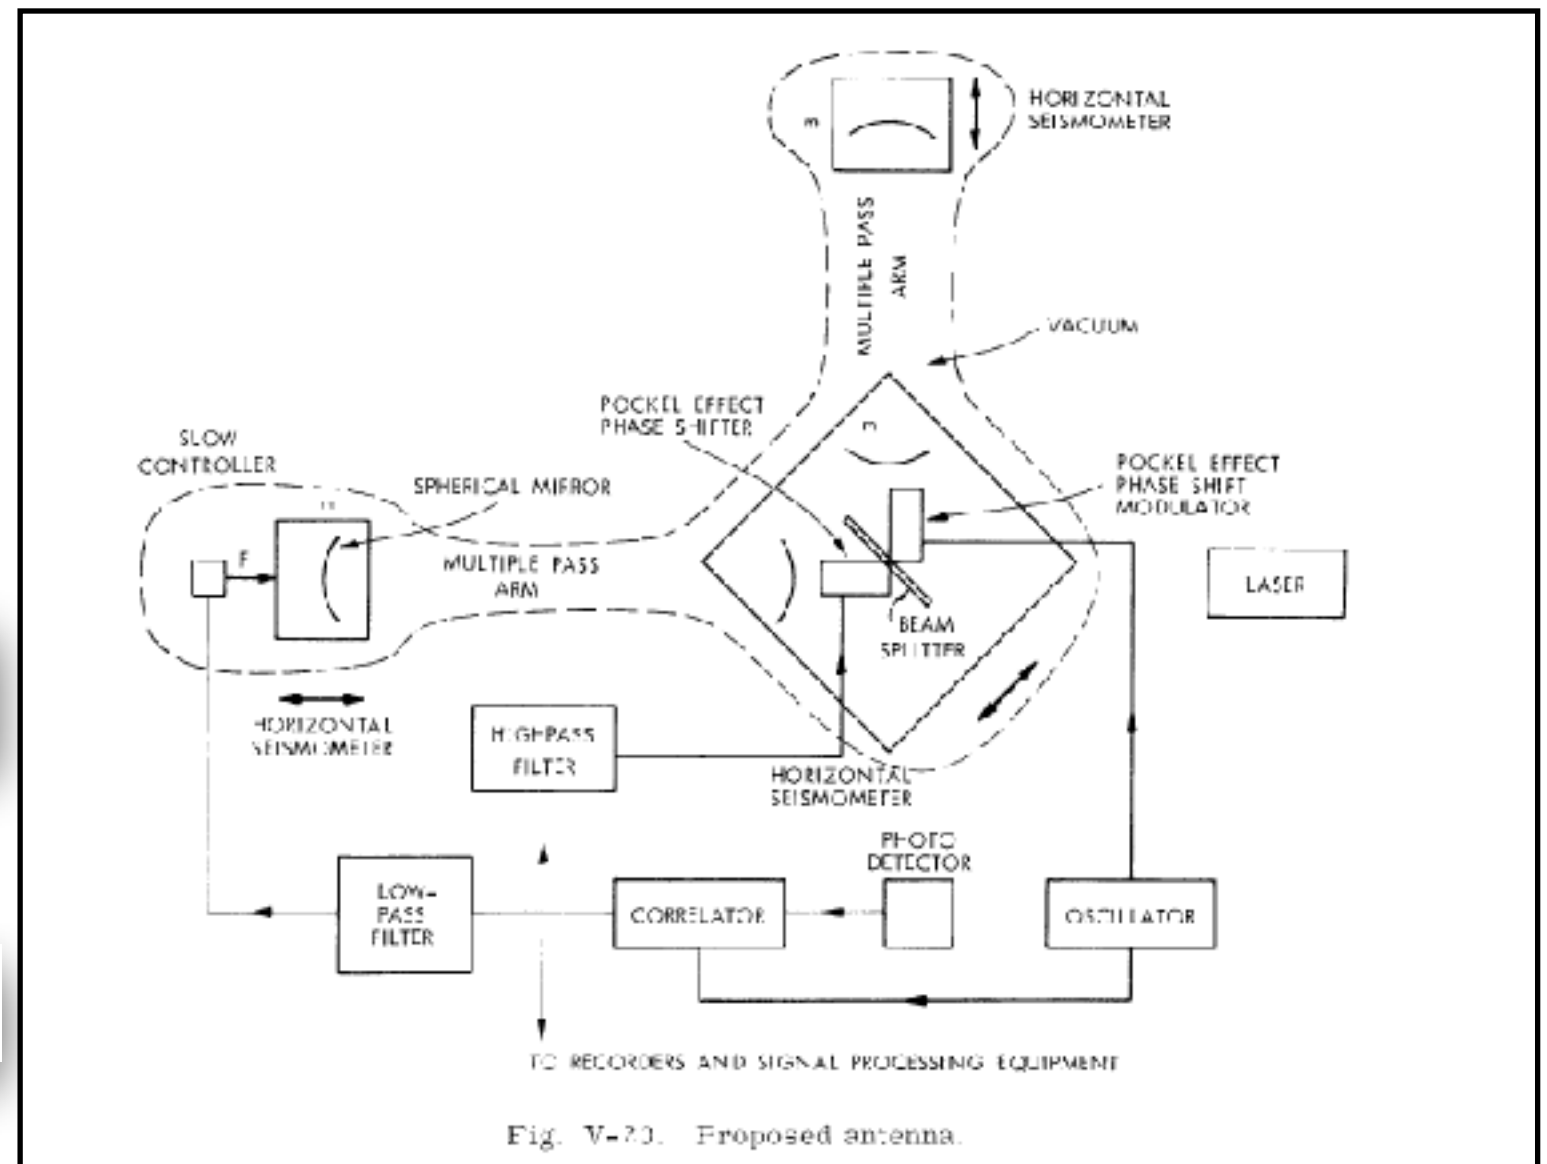 HORIZONTAL
SEISMOMETER
m
MULTIPLE PASS
ARM
VACUUM
POCKEL EFFECT
PHASE SHIFTER
m
SLOW
CONTROLLER
SPHERICAL MIRROR
POCKEL EFFECT
PHASE SHIFT
MODULATOR
m
F
MULTIPLE PASS
ARM
LASER
BEAM
SPLITTER
HORIZONTAL
SEISMOMETER
HIGHPASS
FILTER
HORIZONTAL
SEISMOMETER
PHOTO
DETECTOR
LOW-
PASS
FILTER
CORRELATOR
OSCILLATOR
TO RECORDERS AND SIGNAL PROCESSING EQUIPMENT
Fig. V-20. Proposed antenna.